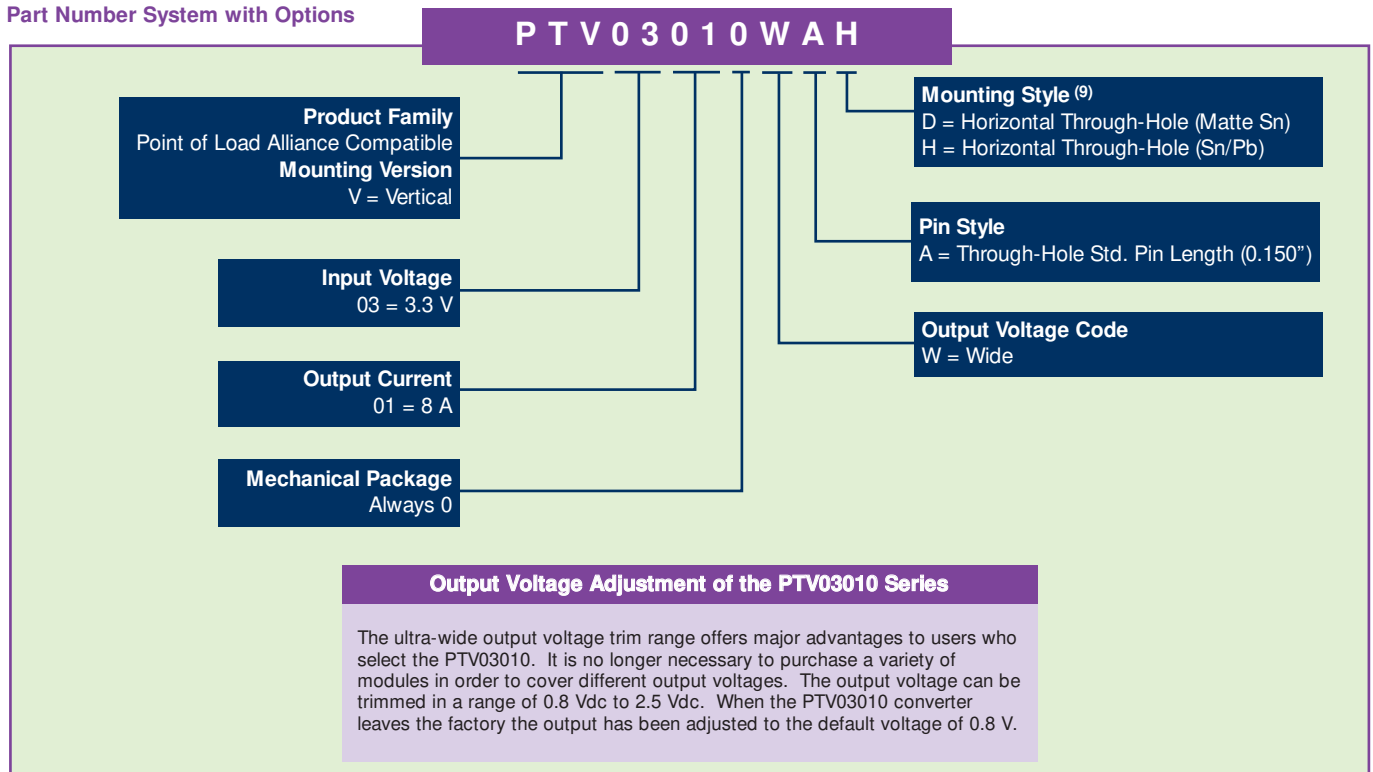 Part Number System with Options
PTV03010WAH
Product Family
Point of Load Alliance Compatible
Mounting Version
V = Vertical
Input Voltage
03 = 3.3 V
Output Current
01 = 8 A
Mechanical Package
Always 0
Mounting Style (9)
D = Horizontal Through-Hole (Matte Sn)
H = Horizontal Through-Hole (Sn/Pb)
Pin Style
A = Through-Hole Std. Pin Length (0.150”)
Output Voltage Code
W = Wide
Output Voltage Adjustment of the PTV03010 Series
The ultra-wide output voltage trim range offers major advantages to users who
select the PTV03010. It is no longer necessary to purchase a variety of
modules in order to cover different output voltages. The output voltage can be
trimmed in a range of 0.8 Vdc to 2.5 Vdc. When the PTV03010 converter
leaves the factory the output has been adjusted to the default voltage of 0.8 V.